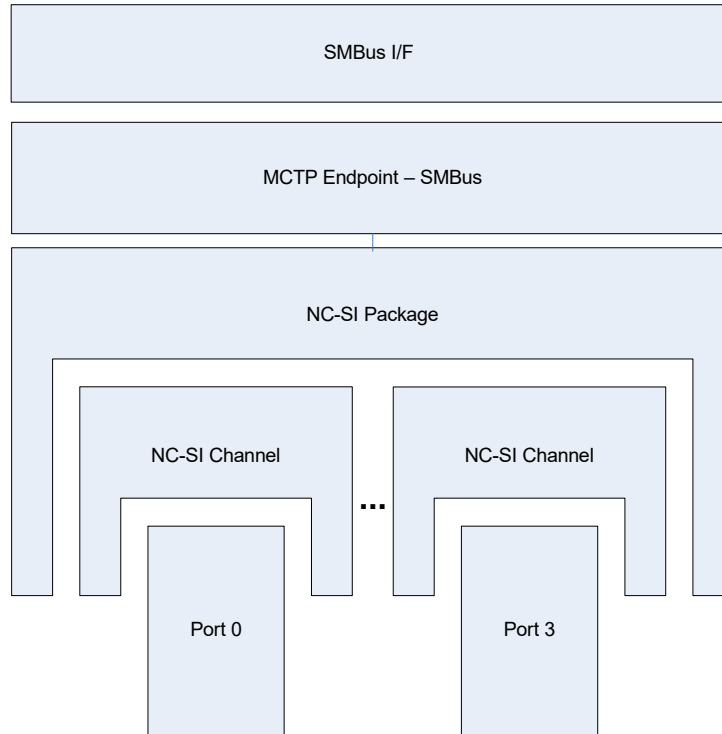 SMBus I/F
MCTP Endpoint – SMBus
NC-SI Package
NC-SI Channel
NC-SI Channel
...
Port 0
Port 3